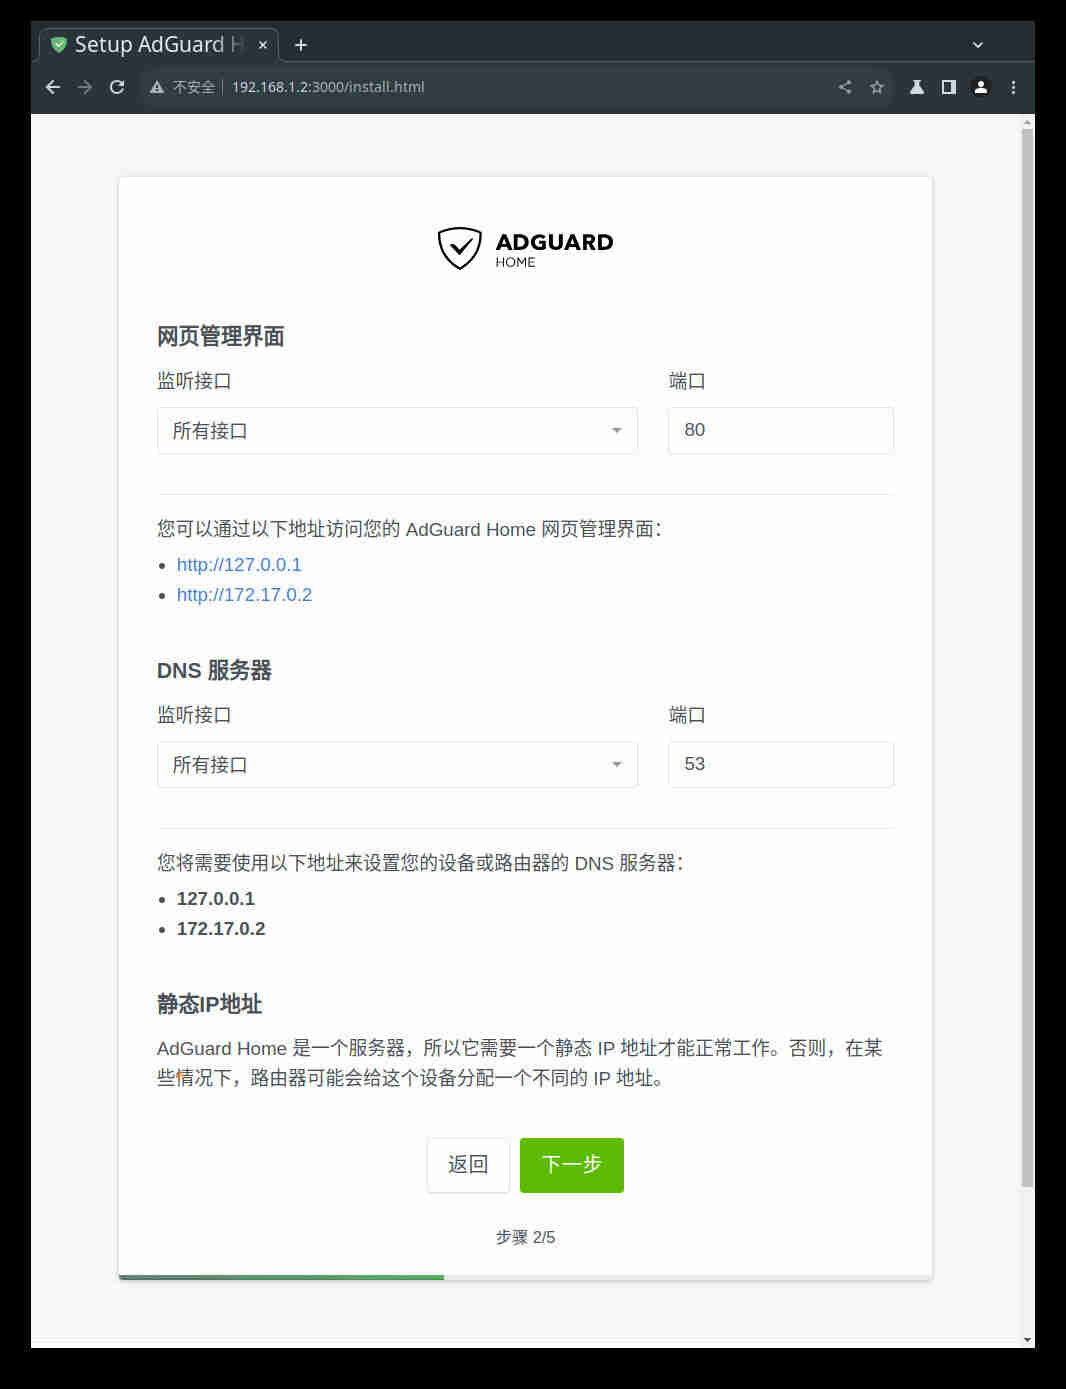 Setup AdGuard H
不安全 192.168.1.2:3000/install.html
ADGUARD
HOME
网页管理界面
监听接口 端口
所有接口 80
您可以通过以下地址访问您的 AdGuard Home 网页管理界面：
http://127.0.0.1
http://172.17.0.2
DNS 服务器
监听接口 端口
所有接口 53
您将需要使用以下地址来设置您的设备或路由器的 DNS 服务器：
127.0.0.1
172.17.0.2
静态IP地址
AdGuard Home 是一个服务器，所以它需要一个静态 IP 地址才能正常工作。否则，在某
些情况下，路由器可能会给这个设备分配一个不同的 IP 地址。
返回 下一步
步骤 2/5